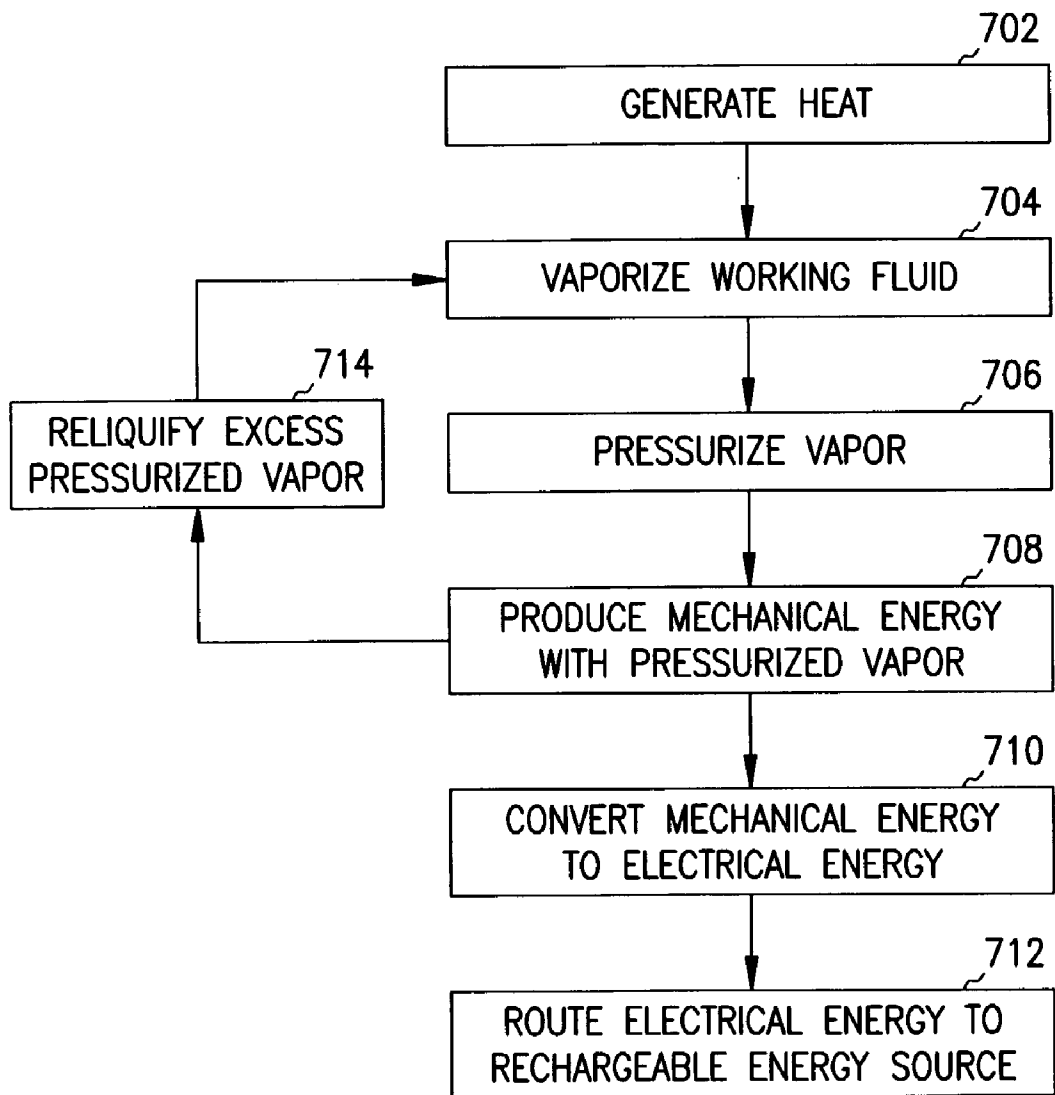 702
GENERATE HEAT
704
VAPORIZE WORKING FLUID
714
RELIQUIFY EXCESS
PRESSURIZED VAPOR
706
PRESSURIZE VAPOR
708
PRODUCE MECHANICAL ENERGY
WITH PRESSURIZED VAPOR
710
CONVERT MECHANICAL ENERGY
TO ELECTRICAL ENERGY
712
ROUTE ELECTRICAL ENERGY TO
RECHARGEABLE ENERGY SOURCE